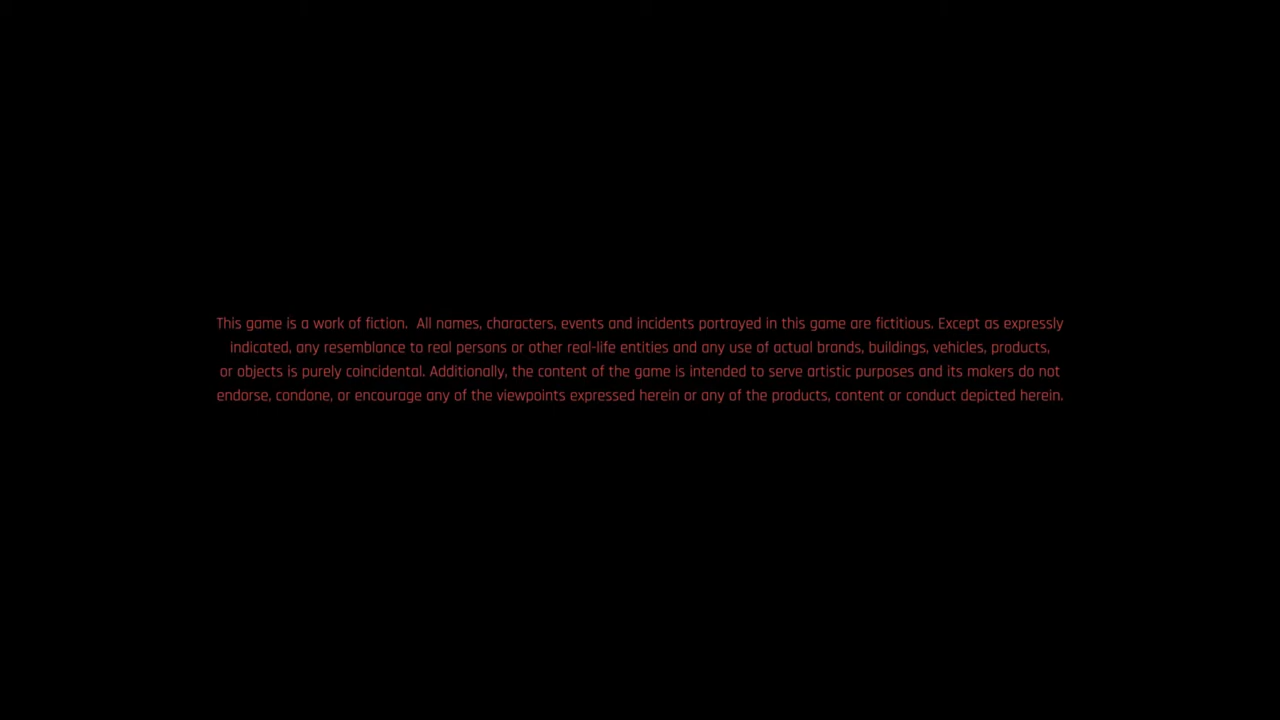 This game is a work of fiction.  All names, characters, events and incidents portrayed in this game are fictitious. Except as expressly
indicated, any resemblance to real persons or other real-life entities and any use of actual brands, buildings, vehicles, products,
or objects is purely coincidental. Additionally, the content of the game is intended to serve artistic purposes and its makers do not
endorse, condone, or encourage any of the viewpoints expressed herein or any of the products, content or conduct depicted herein.